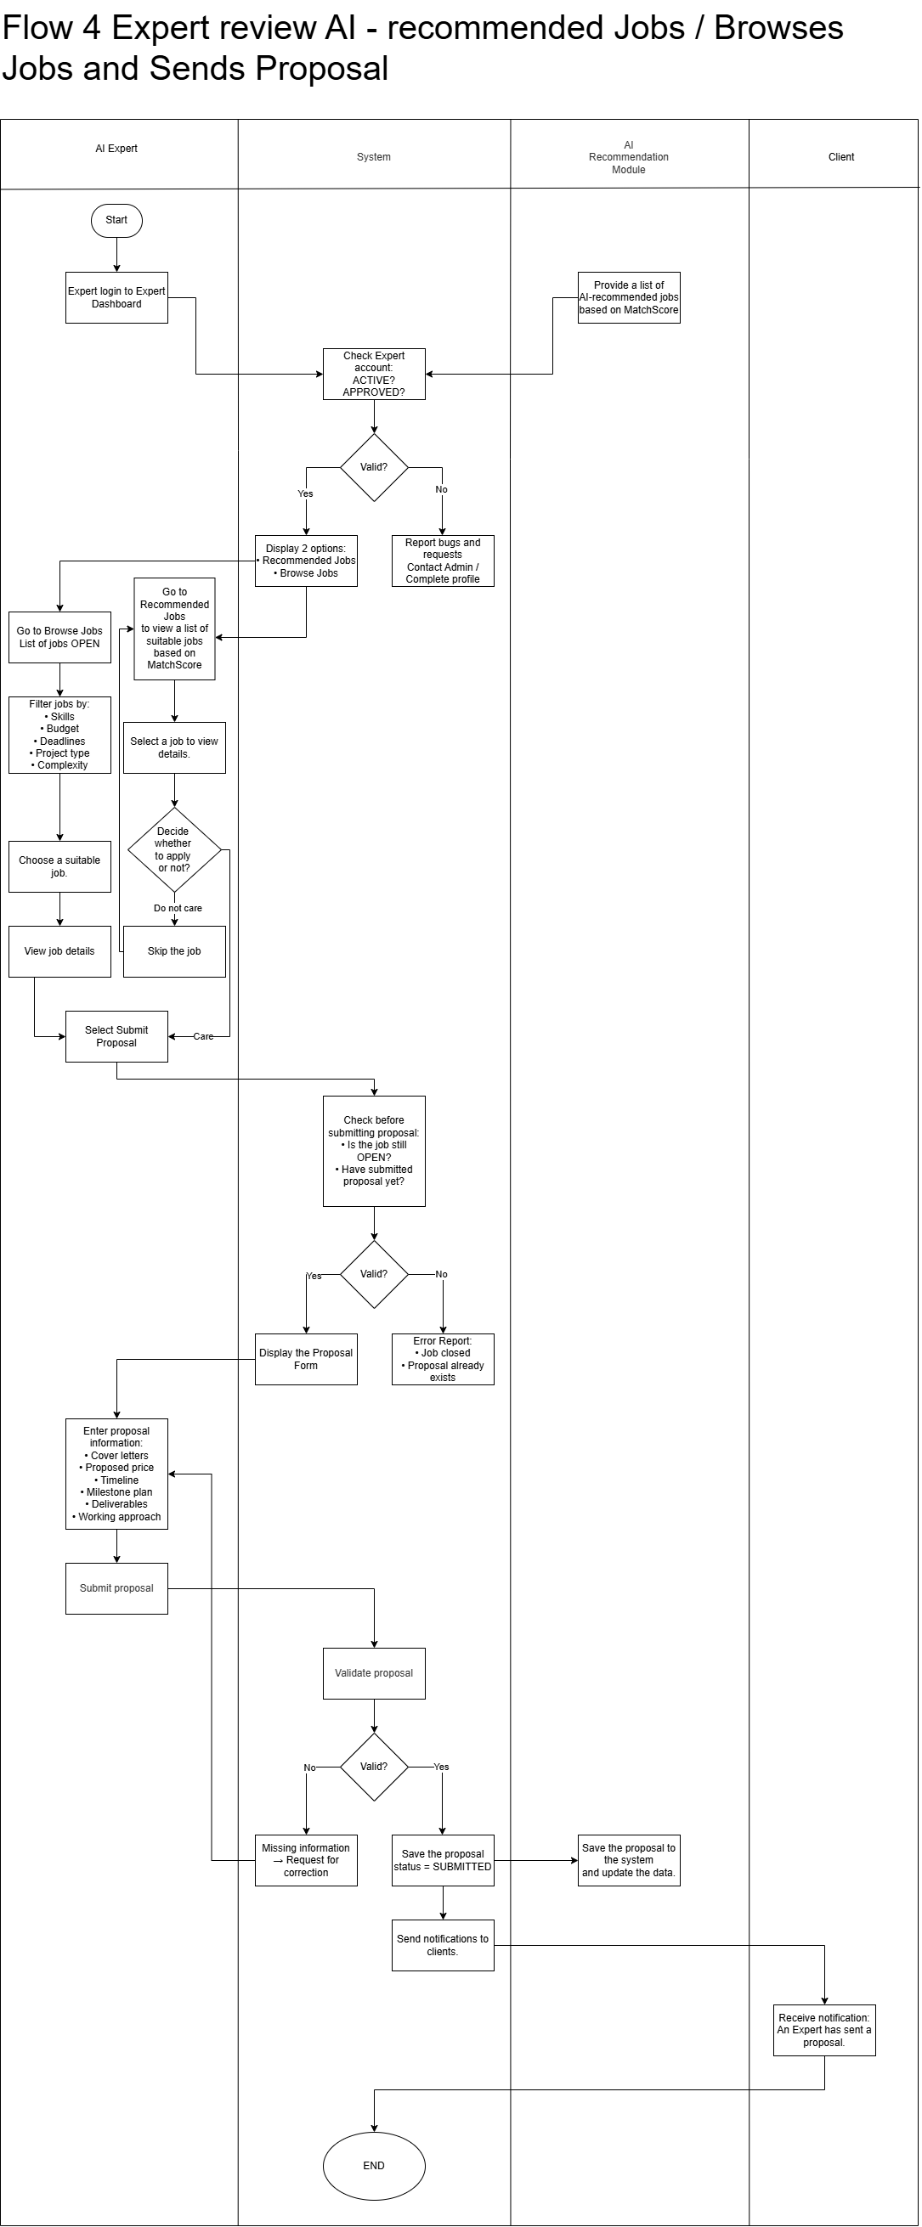 Flow 4 Expert review AI - recommended Jobs / Browses
Jobs and Sends Proposal
AI Expert
System
AI
Recommendation
Module
Client
Start
Expert login to Expert
Dashboard
Provide a list of
AI-recommended jobs
based on MatchScore
Check Expert
account:
ACTIVE?
APPROVED?
Valid?
Yes
No
Display 2 options:
• Recommended Jobs
• Browse Jobs
Report bugs and
requests
Contact Admin /
Complete profile
Go to Browse Jobs
List of jobs OPEN
Go to
Recommended
Jobs
to view a list of
suitable jobs
based on
MatchScore
Filter jobs by:
• Skills
• Budget
• Deadlines
• Project type
• Complexity
Select a job to view
details.
Decide
whether
to apply
or not?
Choose a suitable
job.
Do not care
View job details
Skip the job
Select Submit
Proposal
Care
Check before
submitting proposal:
• Is the job still
OPEN?
• Have submitted
proposal yet?
Valid?
Yes
No
Display the Proposal
Form
Error Report:
• Job closed
• Proposal already
exists
Enter proposal
information:
• Cover letters
• Proposed price
• Timeline
• Milestone plan
• Deliverables
• Working approach
Submit proposal
Validate proposal
Valid?
No
Yes
Missing information
→ Request for
correction
Save the proposal
status = SUBMITTED
Save the proposal to
the system
and update the data.
Send notifications to
clients.
Receive notification:
An Expert has sent a
proposal.
END